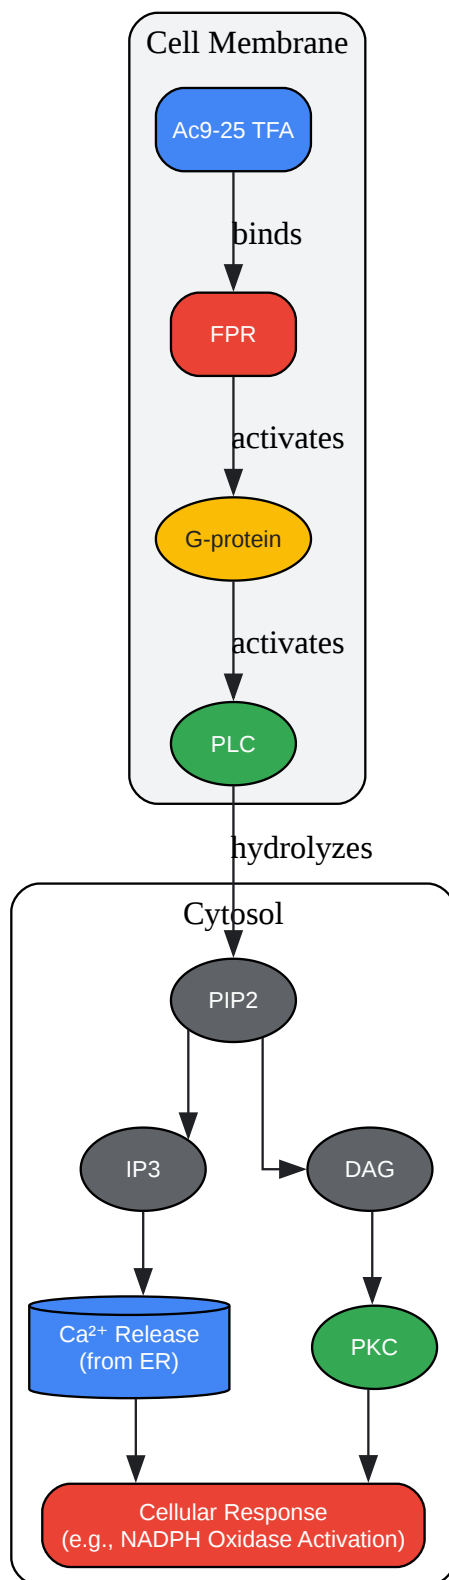 Cell Membrane
Ac9-25 TFA
binds
FPR
activates
G-protein
activates
PLC
hydrolyzes
Cytosol
PIP2
IP3
DAG
Ca²⁺ Release
(from ER)
PKC
Cellular Response
(e.g., NADPH Oxidase Activation)